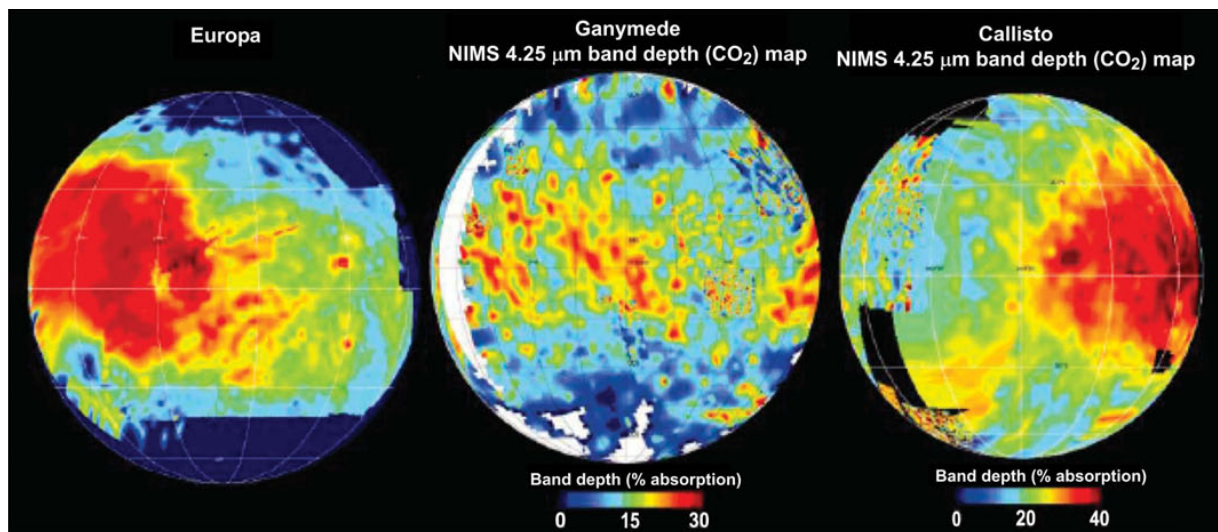 Europa
Ganymede
NIMS 4.25 μm band depth (CO₂) map
Callisto
NIMS 4.25 μm band depth (CO₂) map
Band depth (% absorption)
0 15 30
Band depth (% absorption)
0 20 40